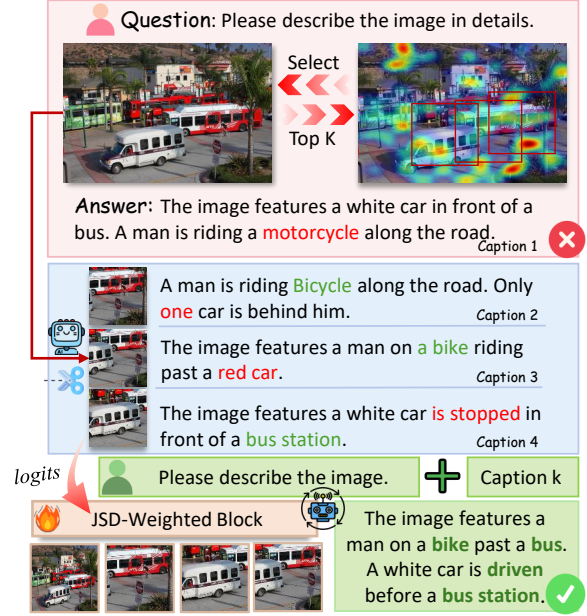 Question: Please describe the image in details.
Select
Top K
Answer: The image features a white car in front of a
bus. A man is riding a motorcycle along the road.
Caption 1
A man is riding Bicycle along the road. Only
one car is behind him.
Caption 2
The image features a man on a bike riding
past a red car.
Caption 3
The image features a white car is stopped in
front of a bus station.
Caption 4
logits
Please describe the image.
Caption k
JSD-Weighted Block
The image features a
man on a bike past a bus.
A white car is driven
before a bus station.